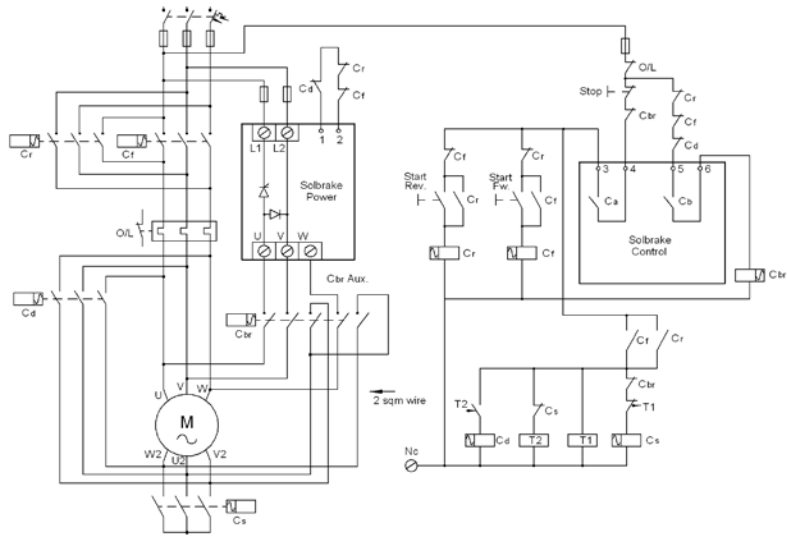 O/L
Cr
Stop
Cr
Cd
Cf
Cbr
Cf
Cd
L1 L2 1 2
Cr Cf
Solbrake
Power
Cf Cr
3 4 5 6
Start
Rev.
Start
Fw.
Cr Cf
Ca Cb
Solbrake
Control
O/L
U V W
Cr Cf
Cbr
Cbr Aux.
Cd
Cbr
Cf Cr
U V W
2 sqm wire
Cbr
T2 Cs T1
M
Cd T2 T1 Cs
Nc
W2 U2 V2
Cs